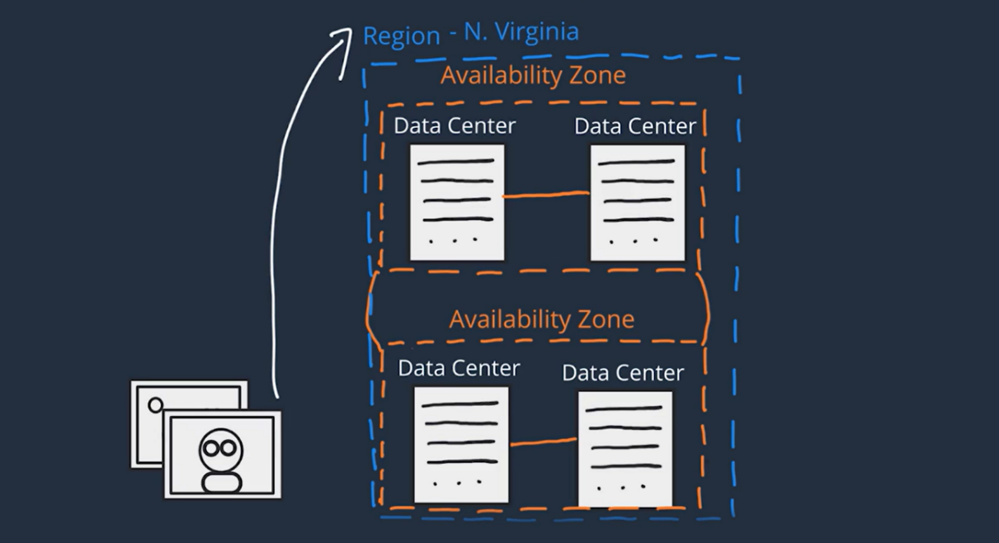 Region - N. Virginia
Availability Zone
Data Center Data Center
Availability Zone
Data Center Data Center